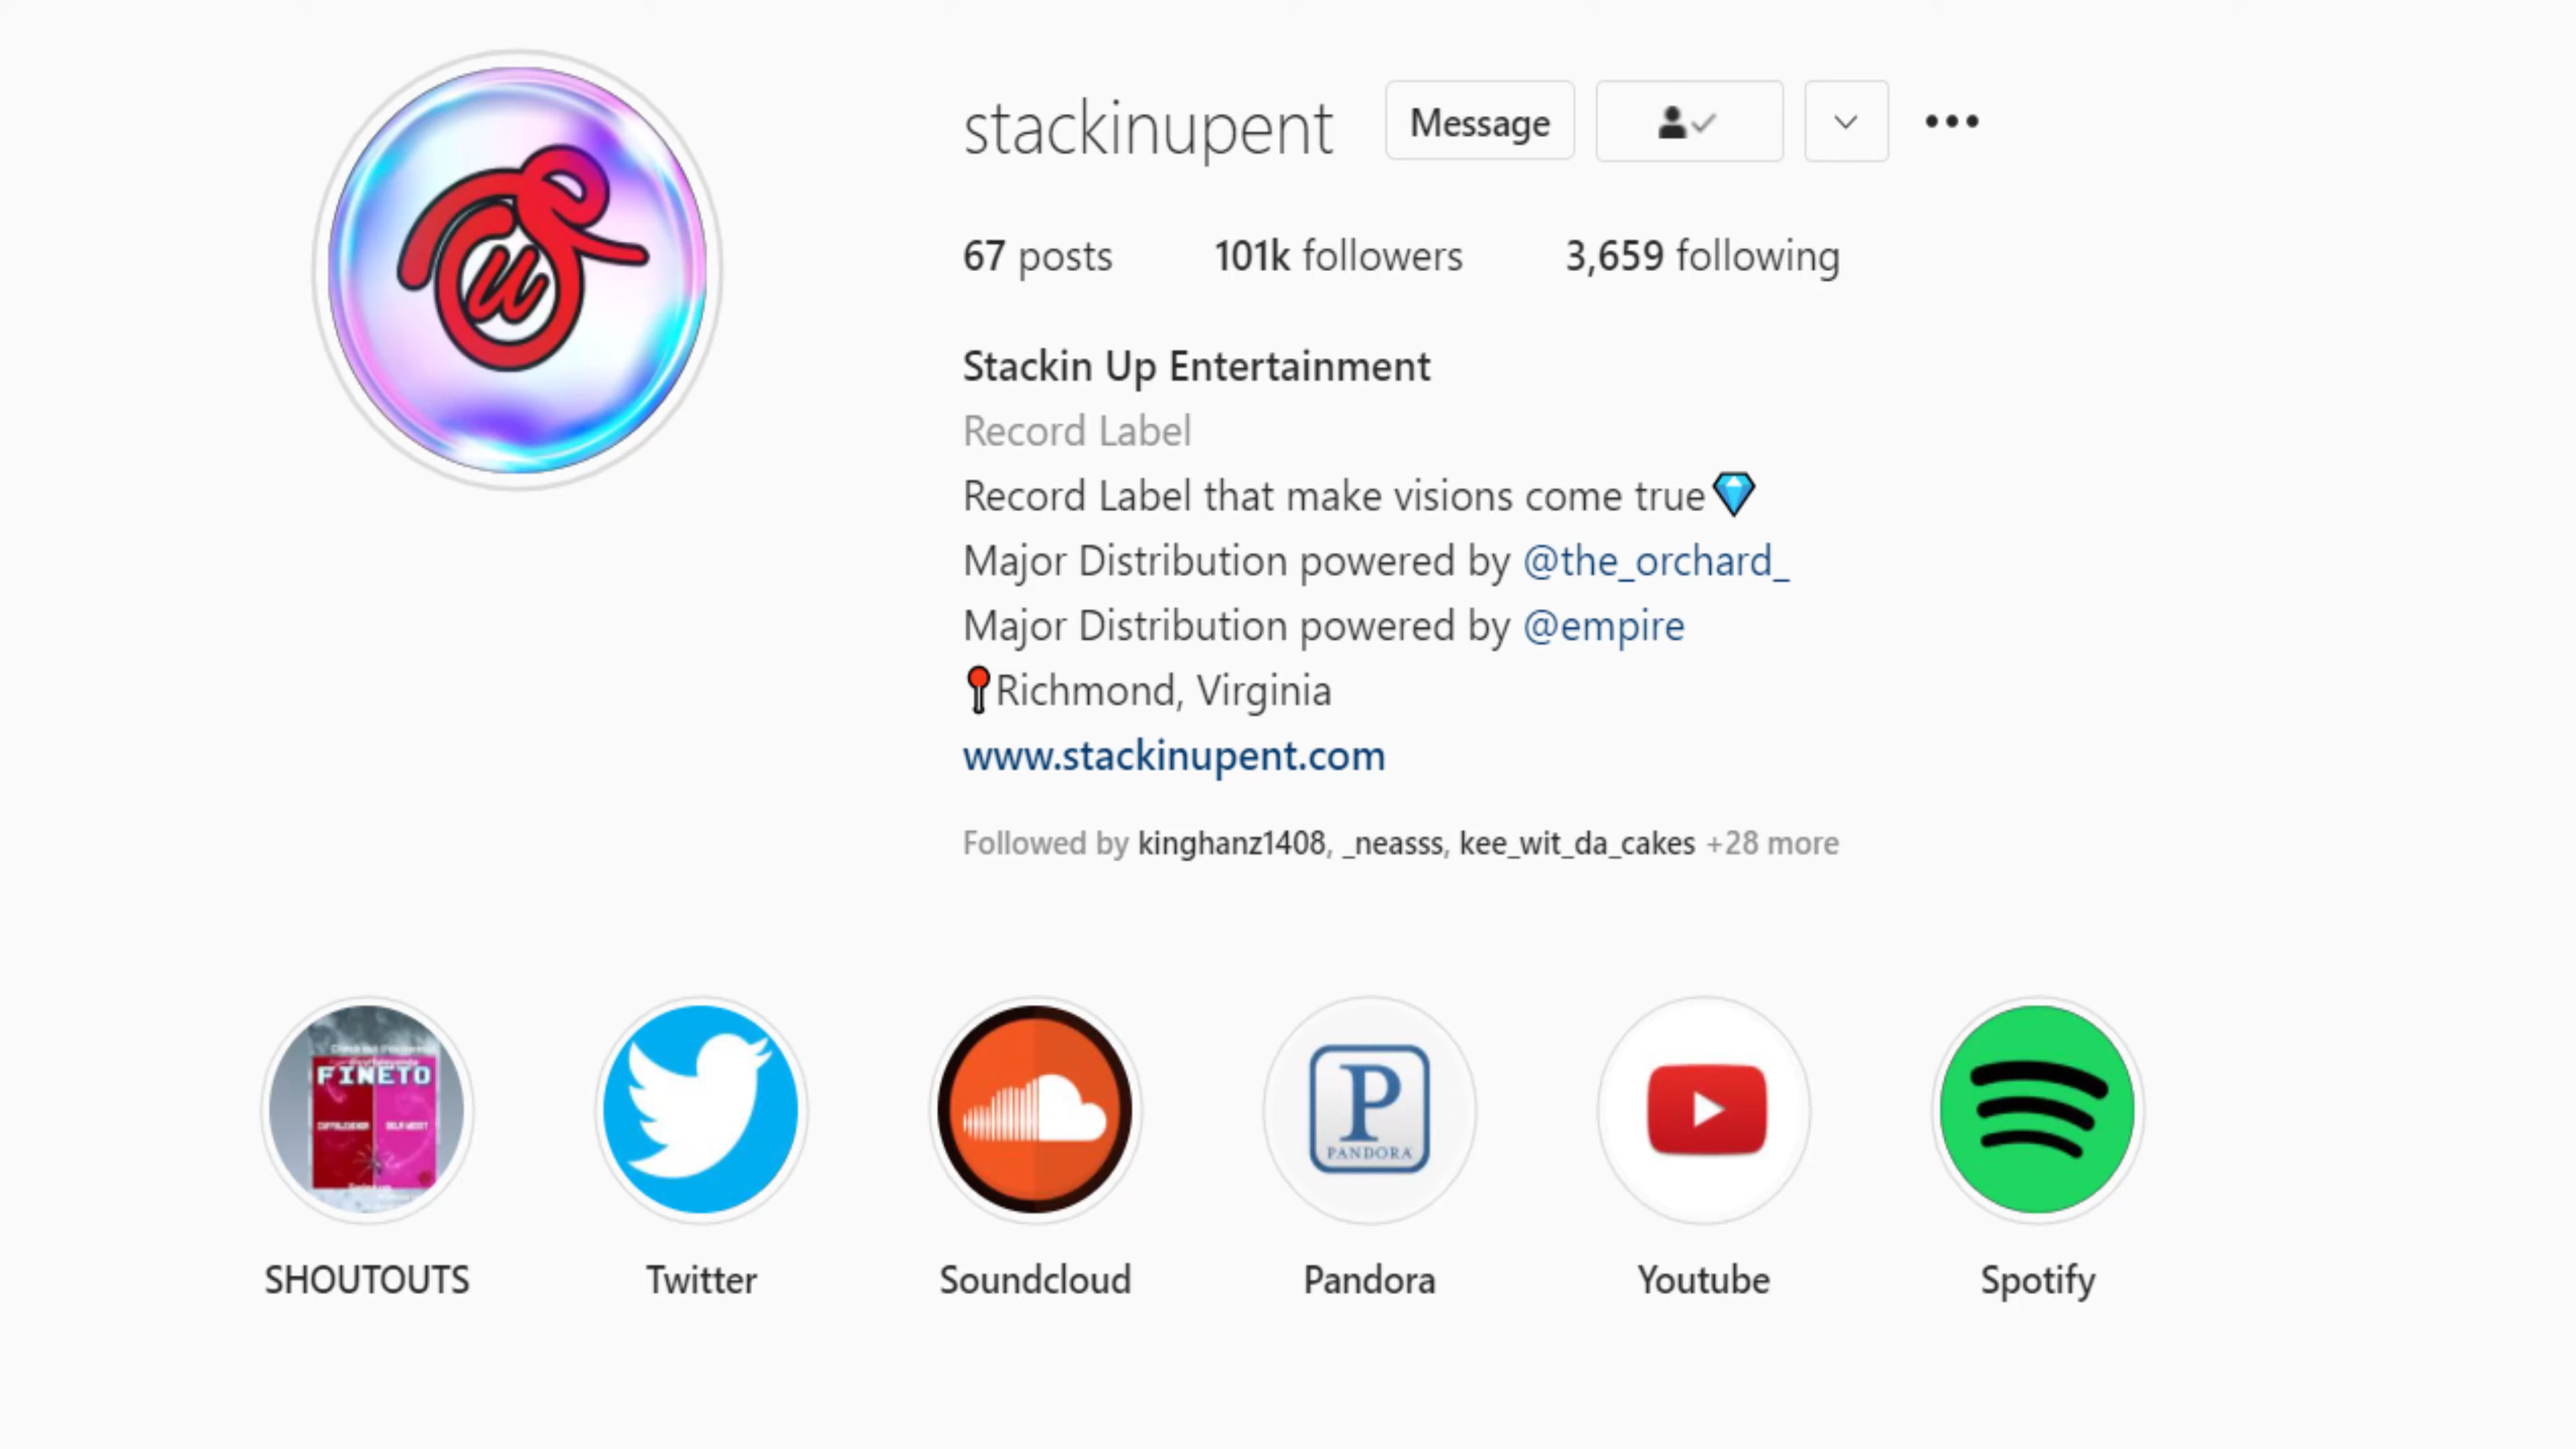 stackinupent Message
67 posts 101k followers 3,659 following
Stackin Up Entertainment
Record Label
Record Label that make visions come true
Major Distribution powered by @the_orchard_
Major Distribution powered by @empire
Richmond, Virginia
www.stackinupent.com
Followed by kinghanz1408, _neasss, kee_wit_da_cakes +28 more
FINETO
PANDORA
SHOUTOUTS Twitter Soundcloud Pandora Youtube Spotify